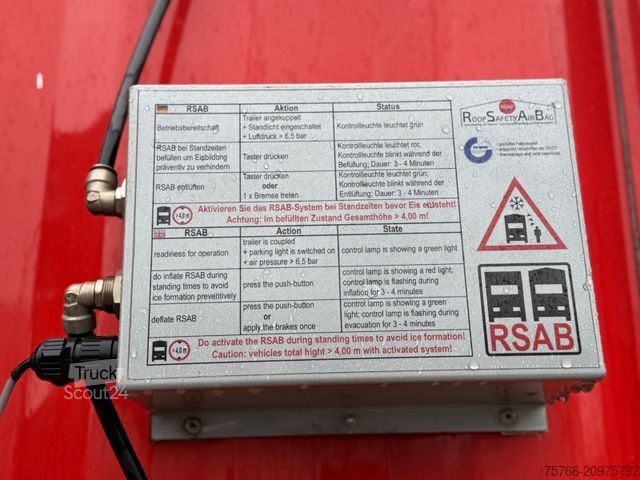 RSAB Aktion Status
Betriebsbereitschaft
Trailer angekuppelt
+ Standlicht eingeschaltet
+ Luftdruck > 6,5 bar
Kontrollleuchte leuchtet grün
RSAB bei Standzeiten
befüllen um Eisbildung
präventiv zu verhindern
Taster drücken
Kontrollleuchte leuchtet rot;
Kontrollleuchte blinkt während der
Befüllung; Dauer: 3 - 4 Minuten
RSAB entlüften
Taster drücken
oder
1 x Bremse treten
Kontrollleuchte leuchtet grün;
Kontrollleuchte blinkt während der
Entlüftung; Dauer: 3 - 4 Minuten
> 4,0 m
Aktivieren Sie das RSAB-System bei Standzeiten bevor Eis entsteht!
Achtung: Im befüllten Zustand Gesamthöhe > 4,00 m!
RSAB Action State
readiness for operation
trailer is coupled
+ parking light is switched on
+ air pressure > 6,5 bar
control lamp is showing a green light
do inflate RSAB during
standing times to avoid
ice formation preventively
press the push-button
control lamp is showing a red light;
control lamp is flashing during
inflation for 3 - 4 minutes
deflate RSAB
press the push-button
or
apply the brakes once
control lamp is showing a green
light; control lamp is flashing during
evacuation for 3 - 4 minutes
> 4,0 m
Do activate the RSAB during standing times to avoid ice formation!
Caution: vehicles total hight > 4,00 m with activated system!
RSAB
ROOFSAFETYAIRBAG
RSAB
Truck
Scout24
75766-20975797